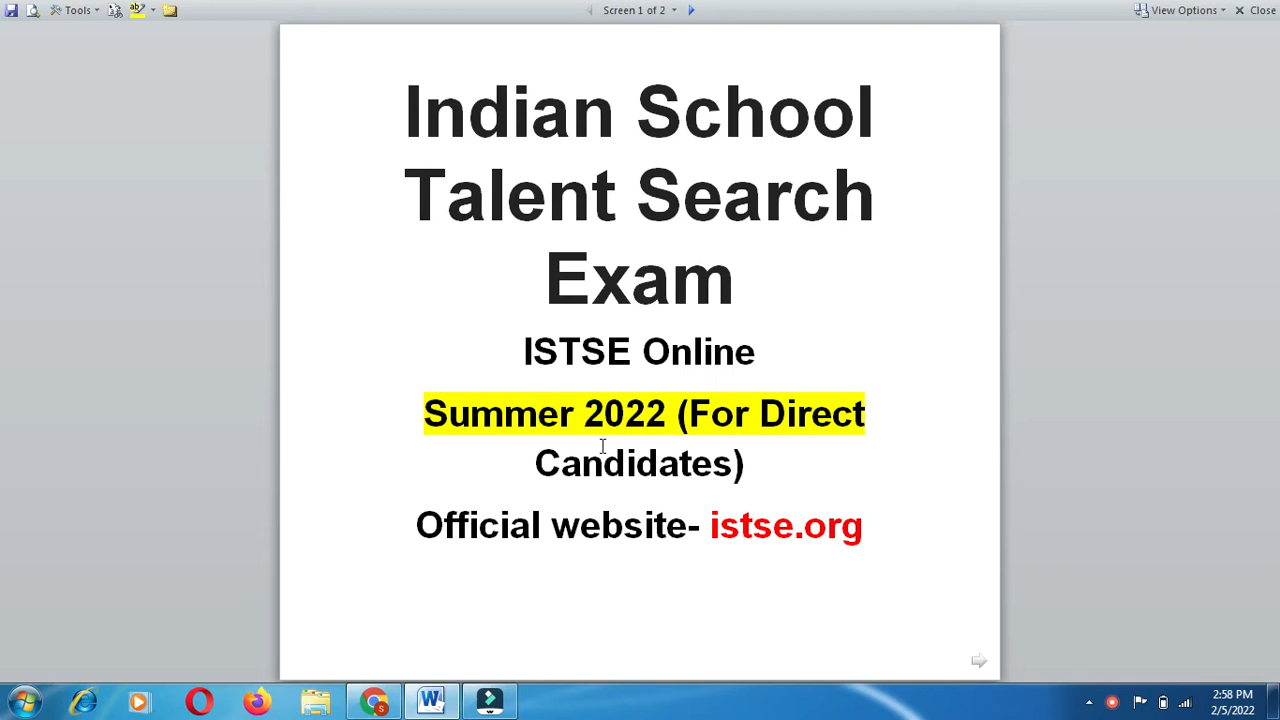 Tools
Screen 1 of 2
View Options
Close
Indian School
Talent Search
Exam
ISTSE Online
Summer 2022 (For Direct
Candidates)
Official website- istse.org
2:58 PM
2/5/2022